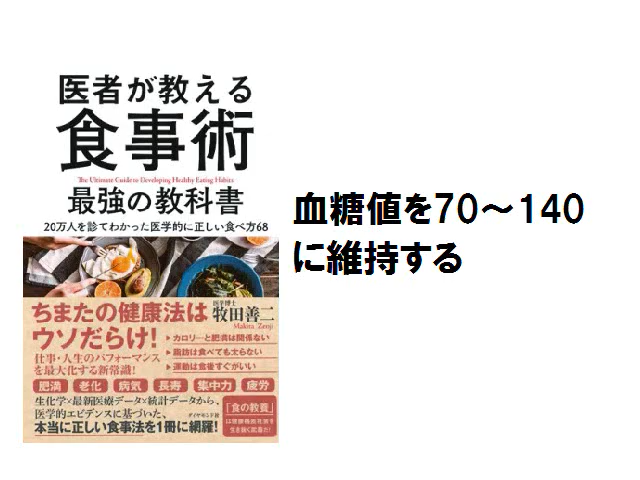 医者が教える
食事術
The Ultimate Guide to Developing Healthy Eating Habits
最強の教科書
20万人を診てわかった医学的に正しい食べ方68
血糖値を70～140
に維持する
ちまたの健康法は
ウソだらけ!
医学博士
牧田善二
Makita Zenji
仕事・人生のパフォーマンス
を最大化する新常識!
▶カロリーと肥満は関係ない
▶脂肪は食べても太らない
▶運動は食後すぐがいい
肥満 老化 病気 長寿 集中力 疲労
生化学×最新医療データ×統計データから、
医学的エビデンスに基づいた、
本当に正しい食事法を1冊に網羅!
ダイヤモンド社
「食の教養」